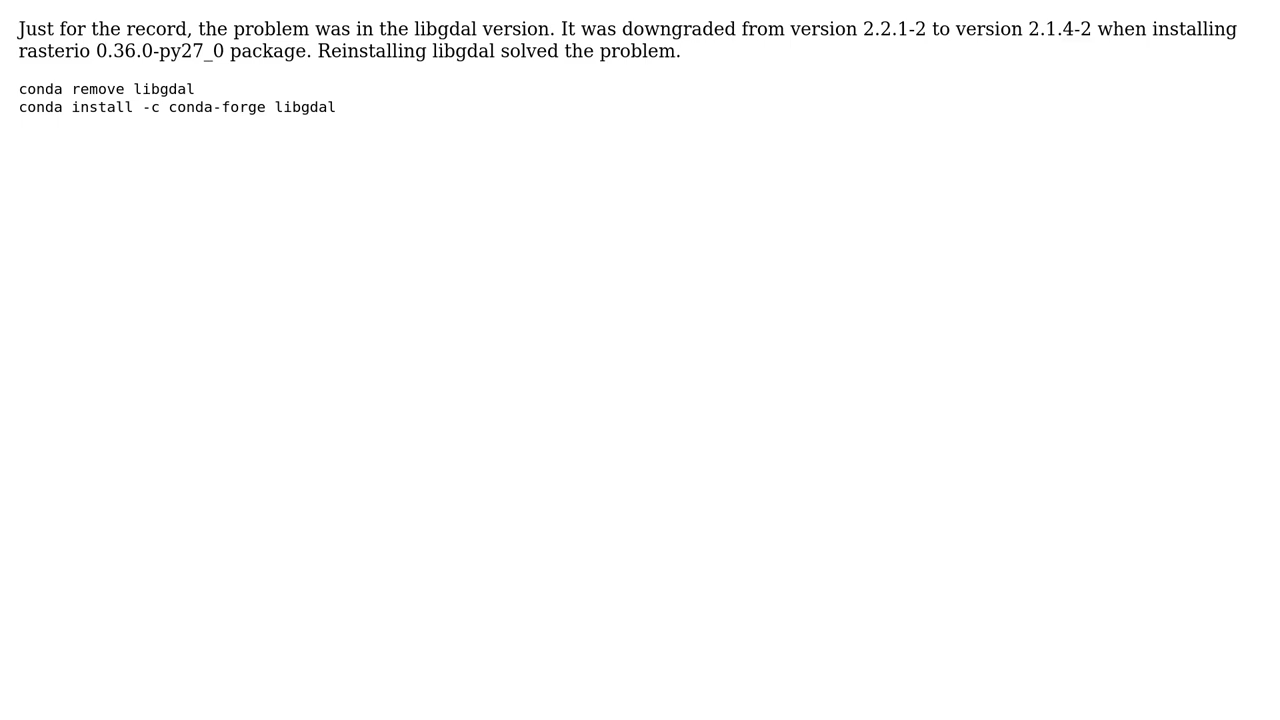 Just for the record, the problem was in the libgdal version. It was downgraded from version 2.2.1-2 to version 2.1.4-2 when installing
rasterio 0.36.0-py27_0 package. Reinstalling libgdal solved the problem.
conda remove libgdal
conda install -c conda-forge libgdal